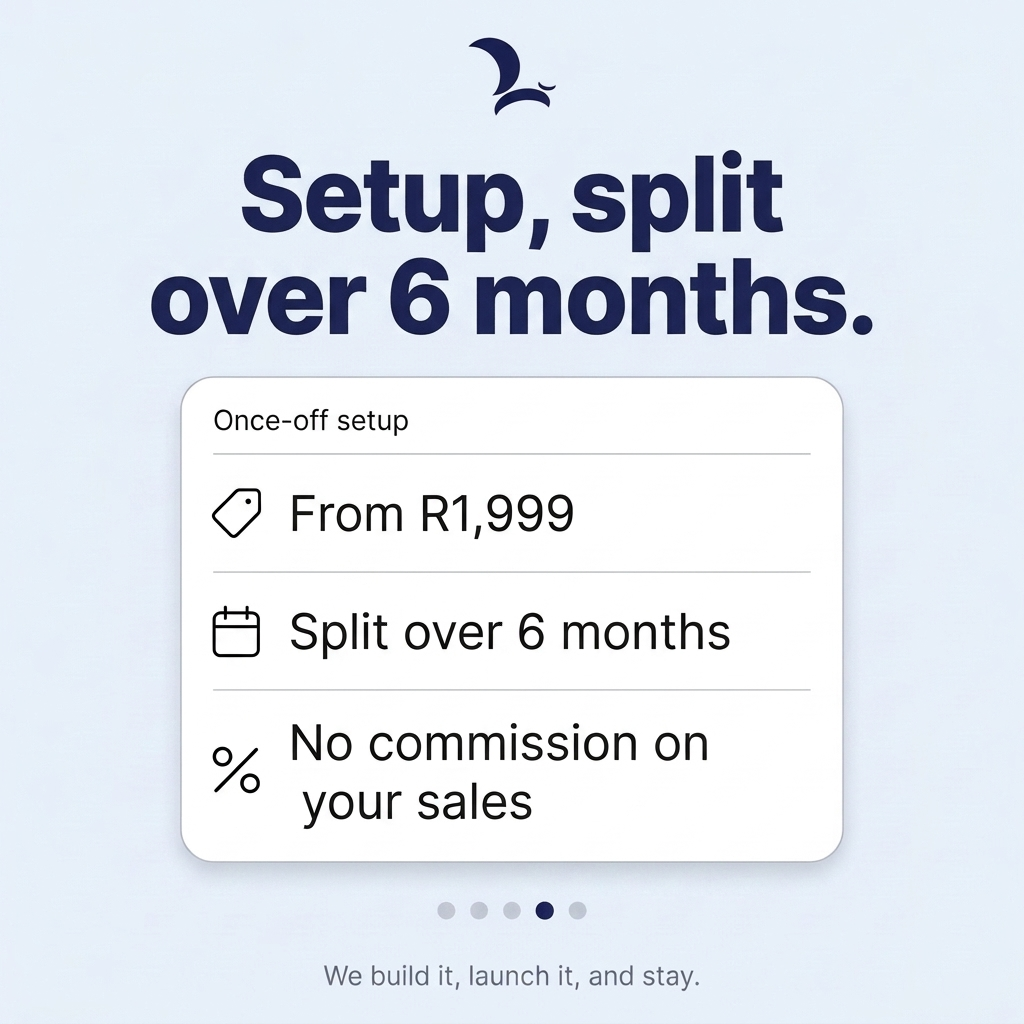 Setup, split
over 6 months.
Once-off setup
From R1,999
Split over 6 months
No commission on
your sales
We build it, launch it, and stay.